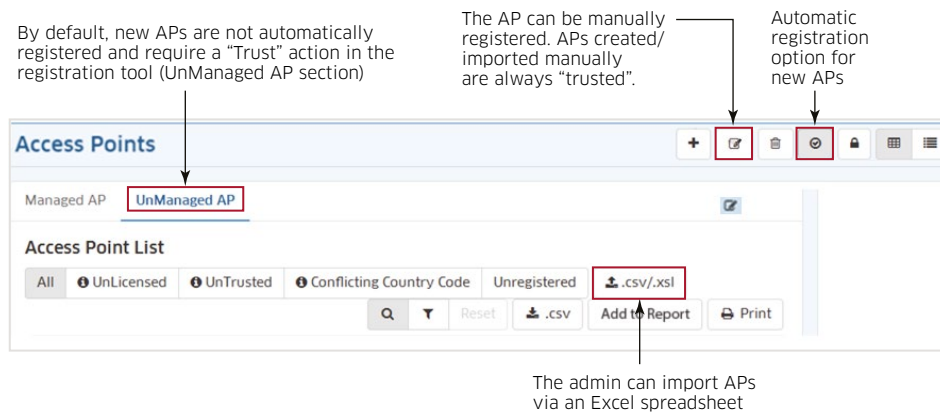 By default, new APs are not automatically
registered and require a “Trust” action in the
registration tool (UnManaged AP section)
The AP can be manually
registered. APs created/
imported manually
are always “trusted”.
Automatic
registration
option for
new APs
Access Points
Managed AP UnManaged AP
Access Point List
All UnLicensed UnTrusted Conflicting Country Code Unregistered .csv/.xsl
Reset .csv Add to Report Print
The admin can import APs
via an Excel spreadsheet